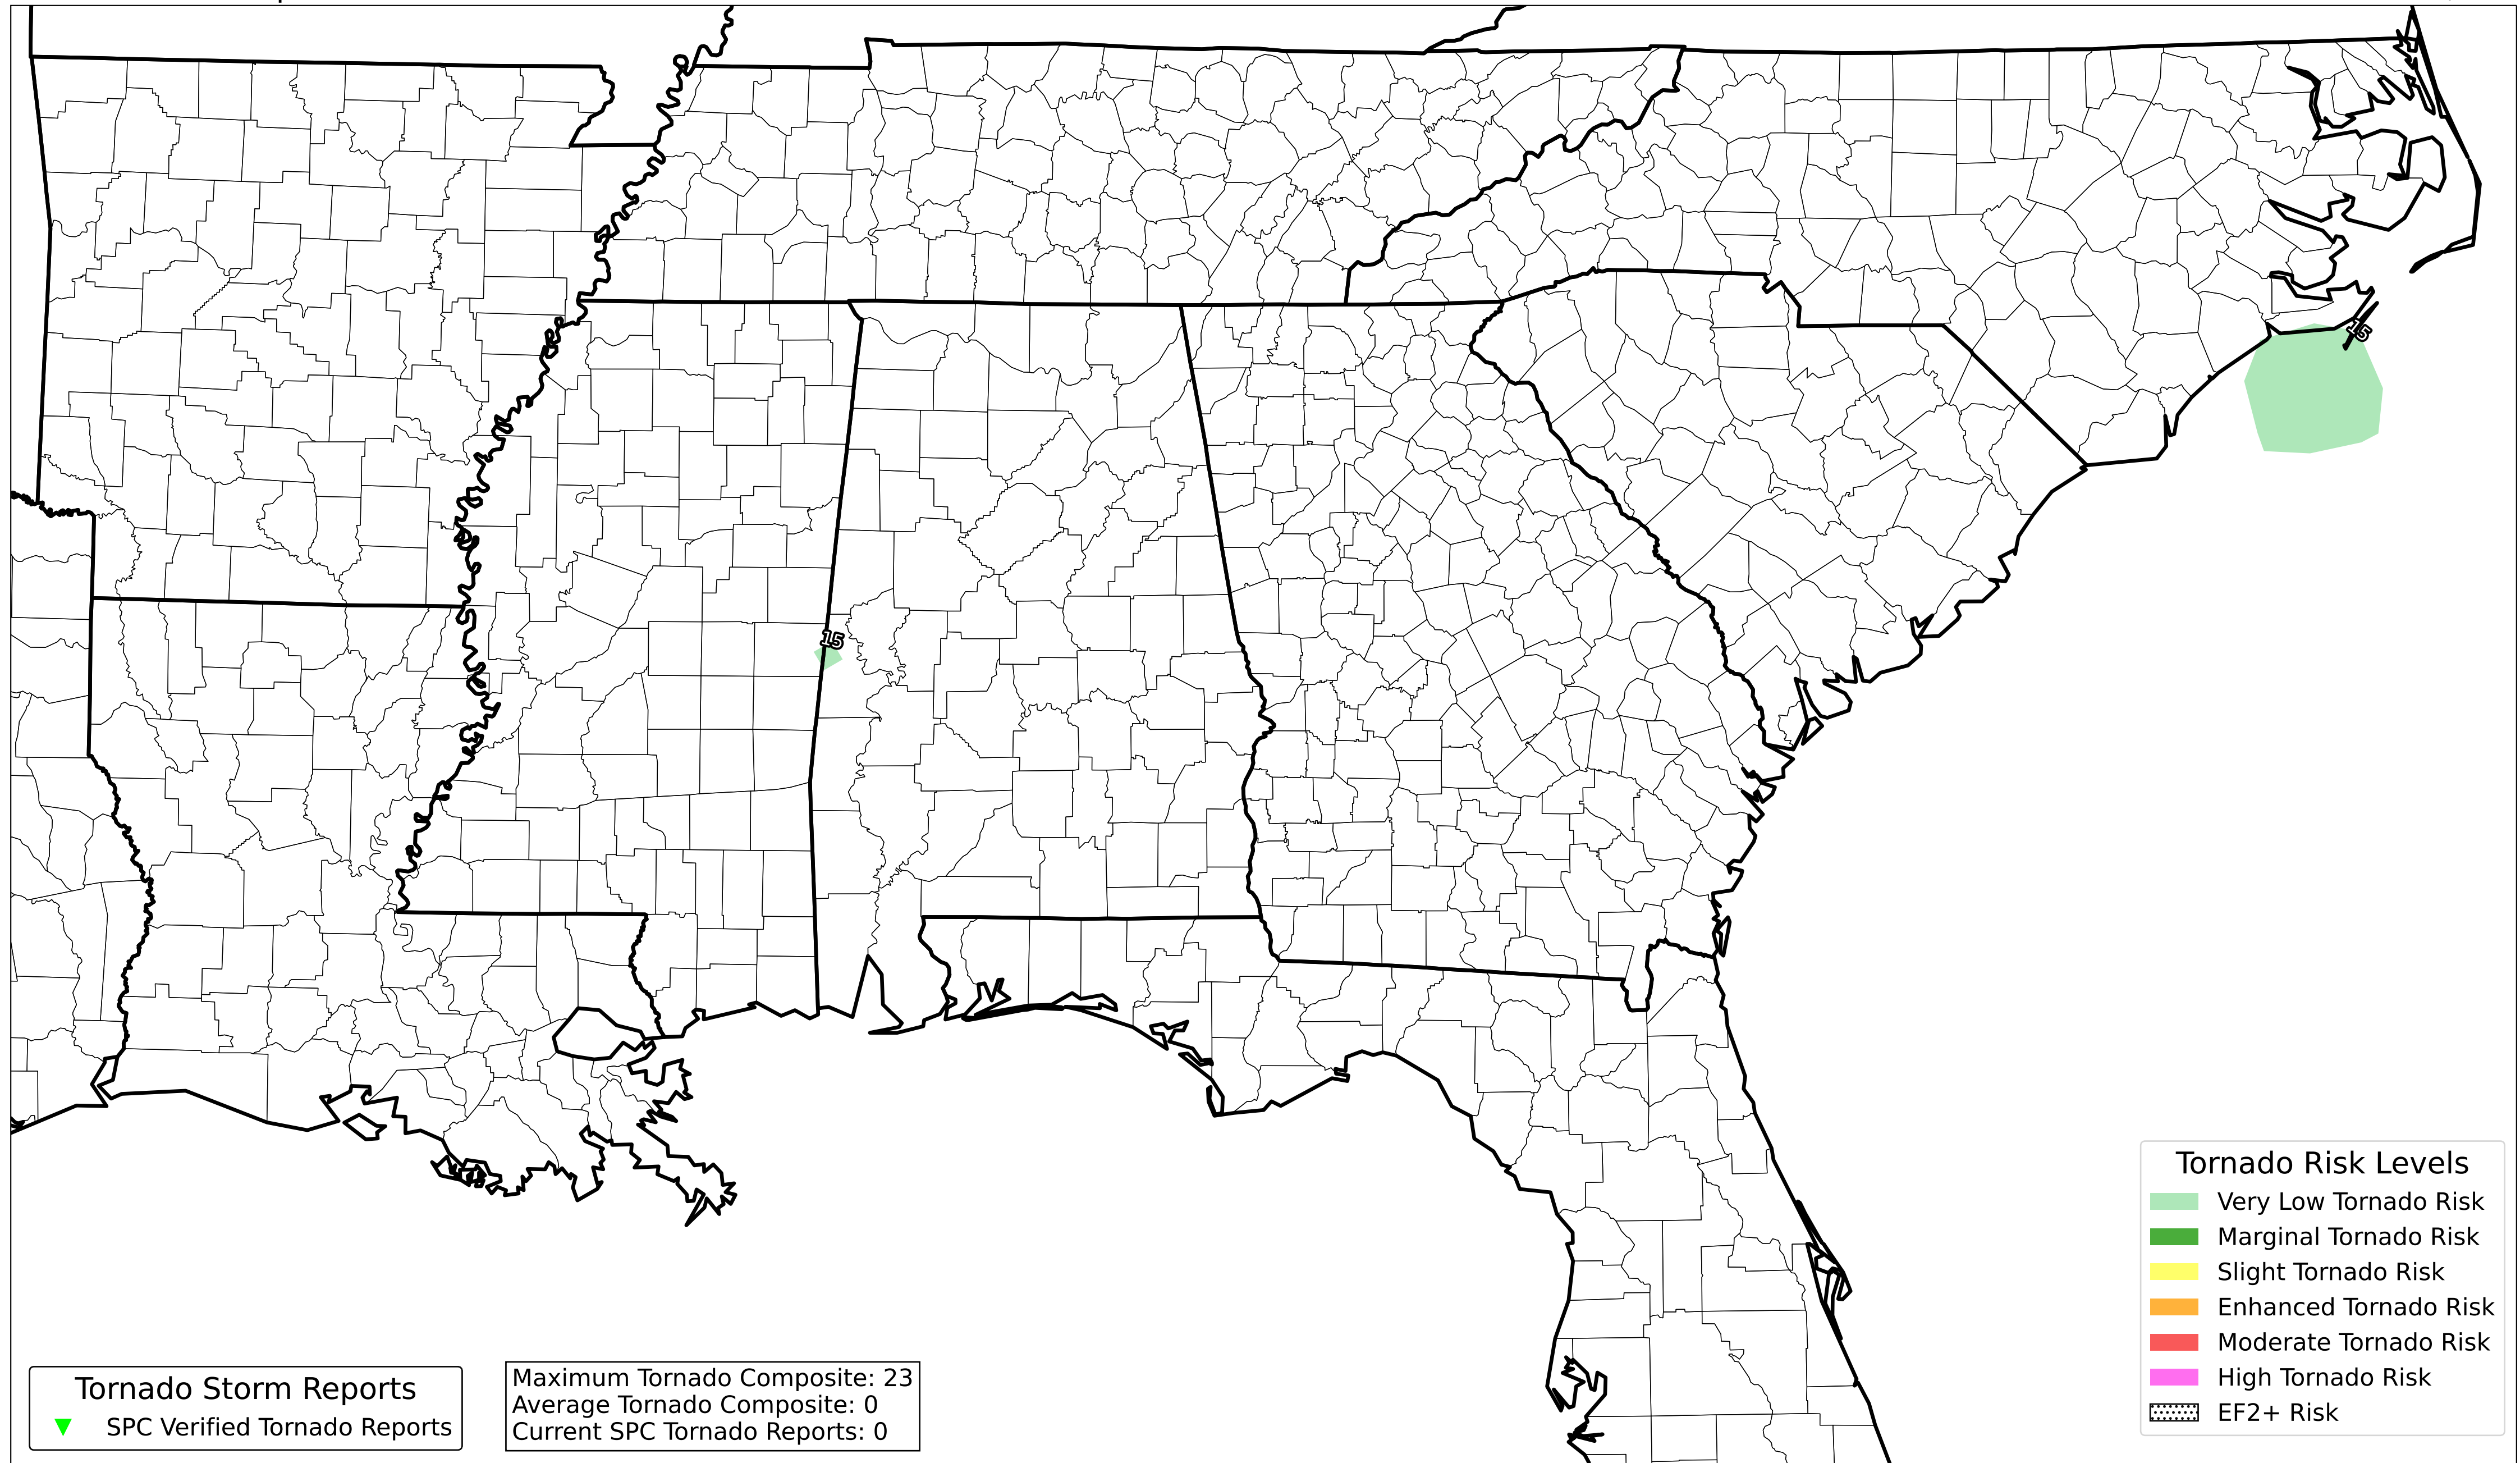 15
15
Tornado Risk Levels
Very Low Tornado Risk
Marginal Tornado Risk
Slight Tornado Risk
Enhanced Tornado Risk
Moderate Tornado Risk
High Tornado Risk
EF2+ Risk
Tornado Storm Reports
SPC Verified Tornado Reports
Maximum Tornado Composite: 23
Average Tornado Composite: 0
Current SPC Tornado Reports: 0